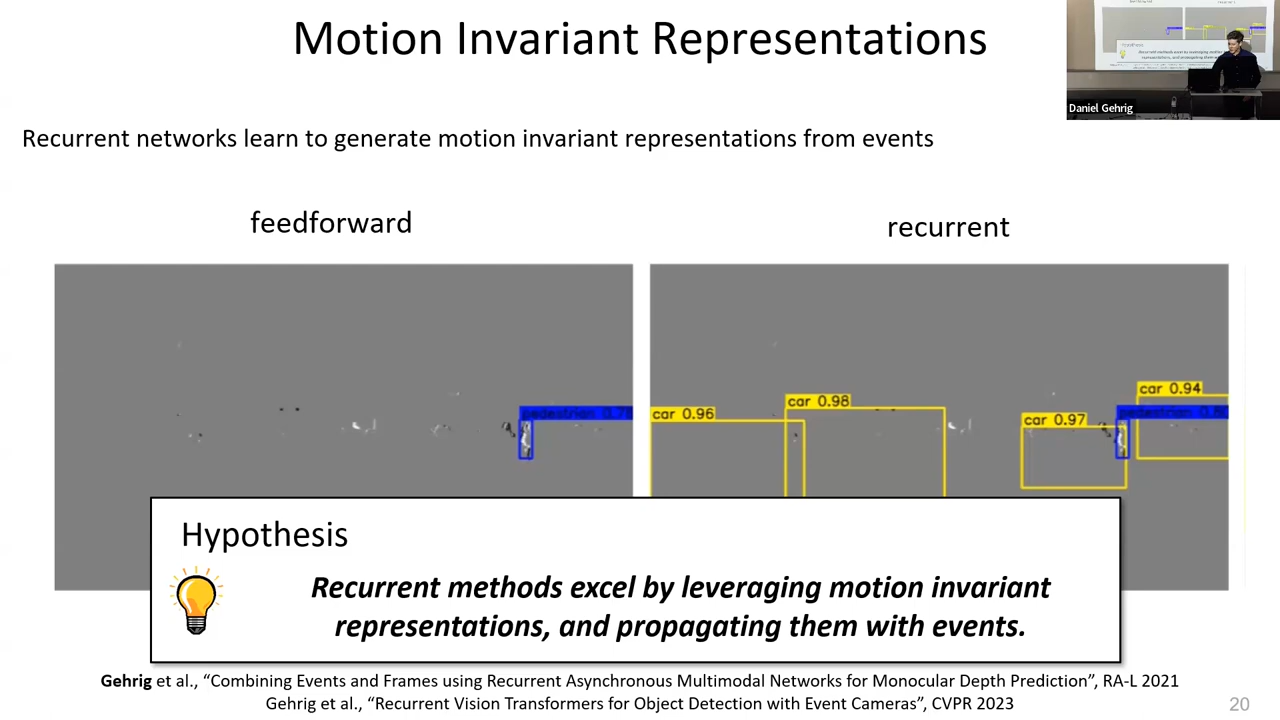 Motion Invariant Representations
Daniel Gehrig
Recurrent networks learn to generate motion invariant representations from events
feedforward
recurrent
pedestrian
car 0.96
car 0.98
car 0.97
car 0.94
pedestrian
Hypothesis
Recurrent methods excel by leveraging motion invariant
representations, and propagating them with events.
Gehrig et al., “Combining Events and Frames using Recurrent Asynchronous Multimodal Networks for Monocular Depth Prediction”, RA-L 2021
Gehrig et al., “Recurrent Vision Transformers for Object Detection with Event Cameras”, CVPR 2023
20